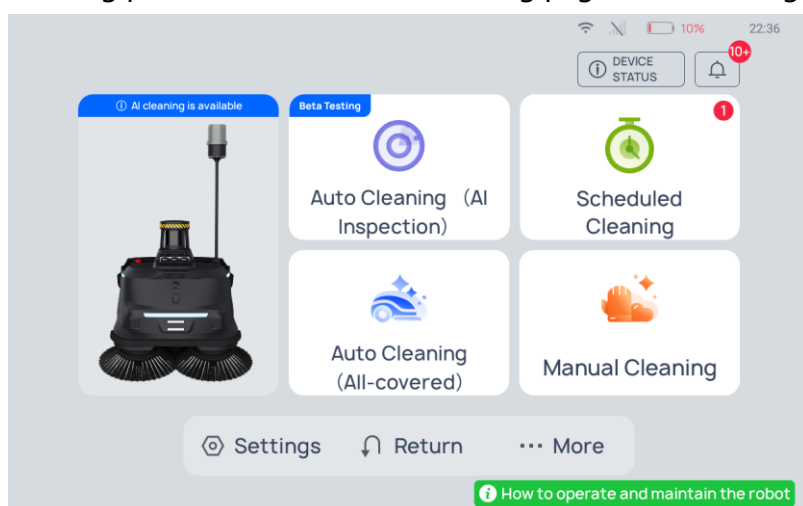 10% 22:36
DEVICE
STATUS
10+
AI cleaning is available
Beta Testing
1
Auto Cleaning （AI
Inspection）
Scheduled
Cleaning
Auto Cleaning
（All-covered）
Manual Cleaning
Settings Return ··· More
How to operate and maintain the robot